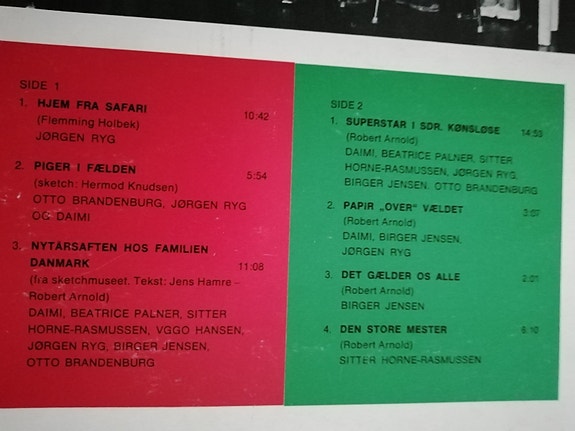 SIDE 1
1. HJEM FRA SAFARI 10:42
(Flemming Holbek)
JØRGEN RYG
2. PIGER I FÆLDEN 5:54
(sketch: Hermod Knudsen)
OTTO BRANDENBURG, JØRGEN RYG
OG DAIMI
3. NYTÅRSAFTEN HOS FAMILIEN
DANMARK 11:08
(fra sketchmuseet. Tekst: Jens Hamre –
Robert Arnold)
DAIMI, BEATRICE PALNER, SITTER
HORNE-RASMUSSEN, VGGO HANSEN,
JØRGEN RYG, BIRGER JENSEN,
OTTO BRANDENBURG
SIDE 2
1. SUPERSTAR I SDR. KØNSLØSE 14:59
(Robert Arnold)
DAIMI, BEATRICE PALNER, SITTER
HORNE-RASMUSSEN, JØRGEN RYG,
BIRGER JENSEN, OTTO BRANDENBURG
2. PAPIR „OVER" VÆLDET 3:07
(Robert Arnold)
DAIMI, BIRGER JENSEN,
JØRGEN RYG
3. DET GÆLDER OS ALLE 2:01
(Robert Arnold)
BIRGER JENSEN
4. DEN STORE MESTER 6:10
(Robert Arnold)
SITTER HORNE-RASMUSSEN